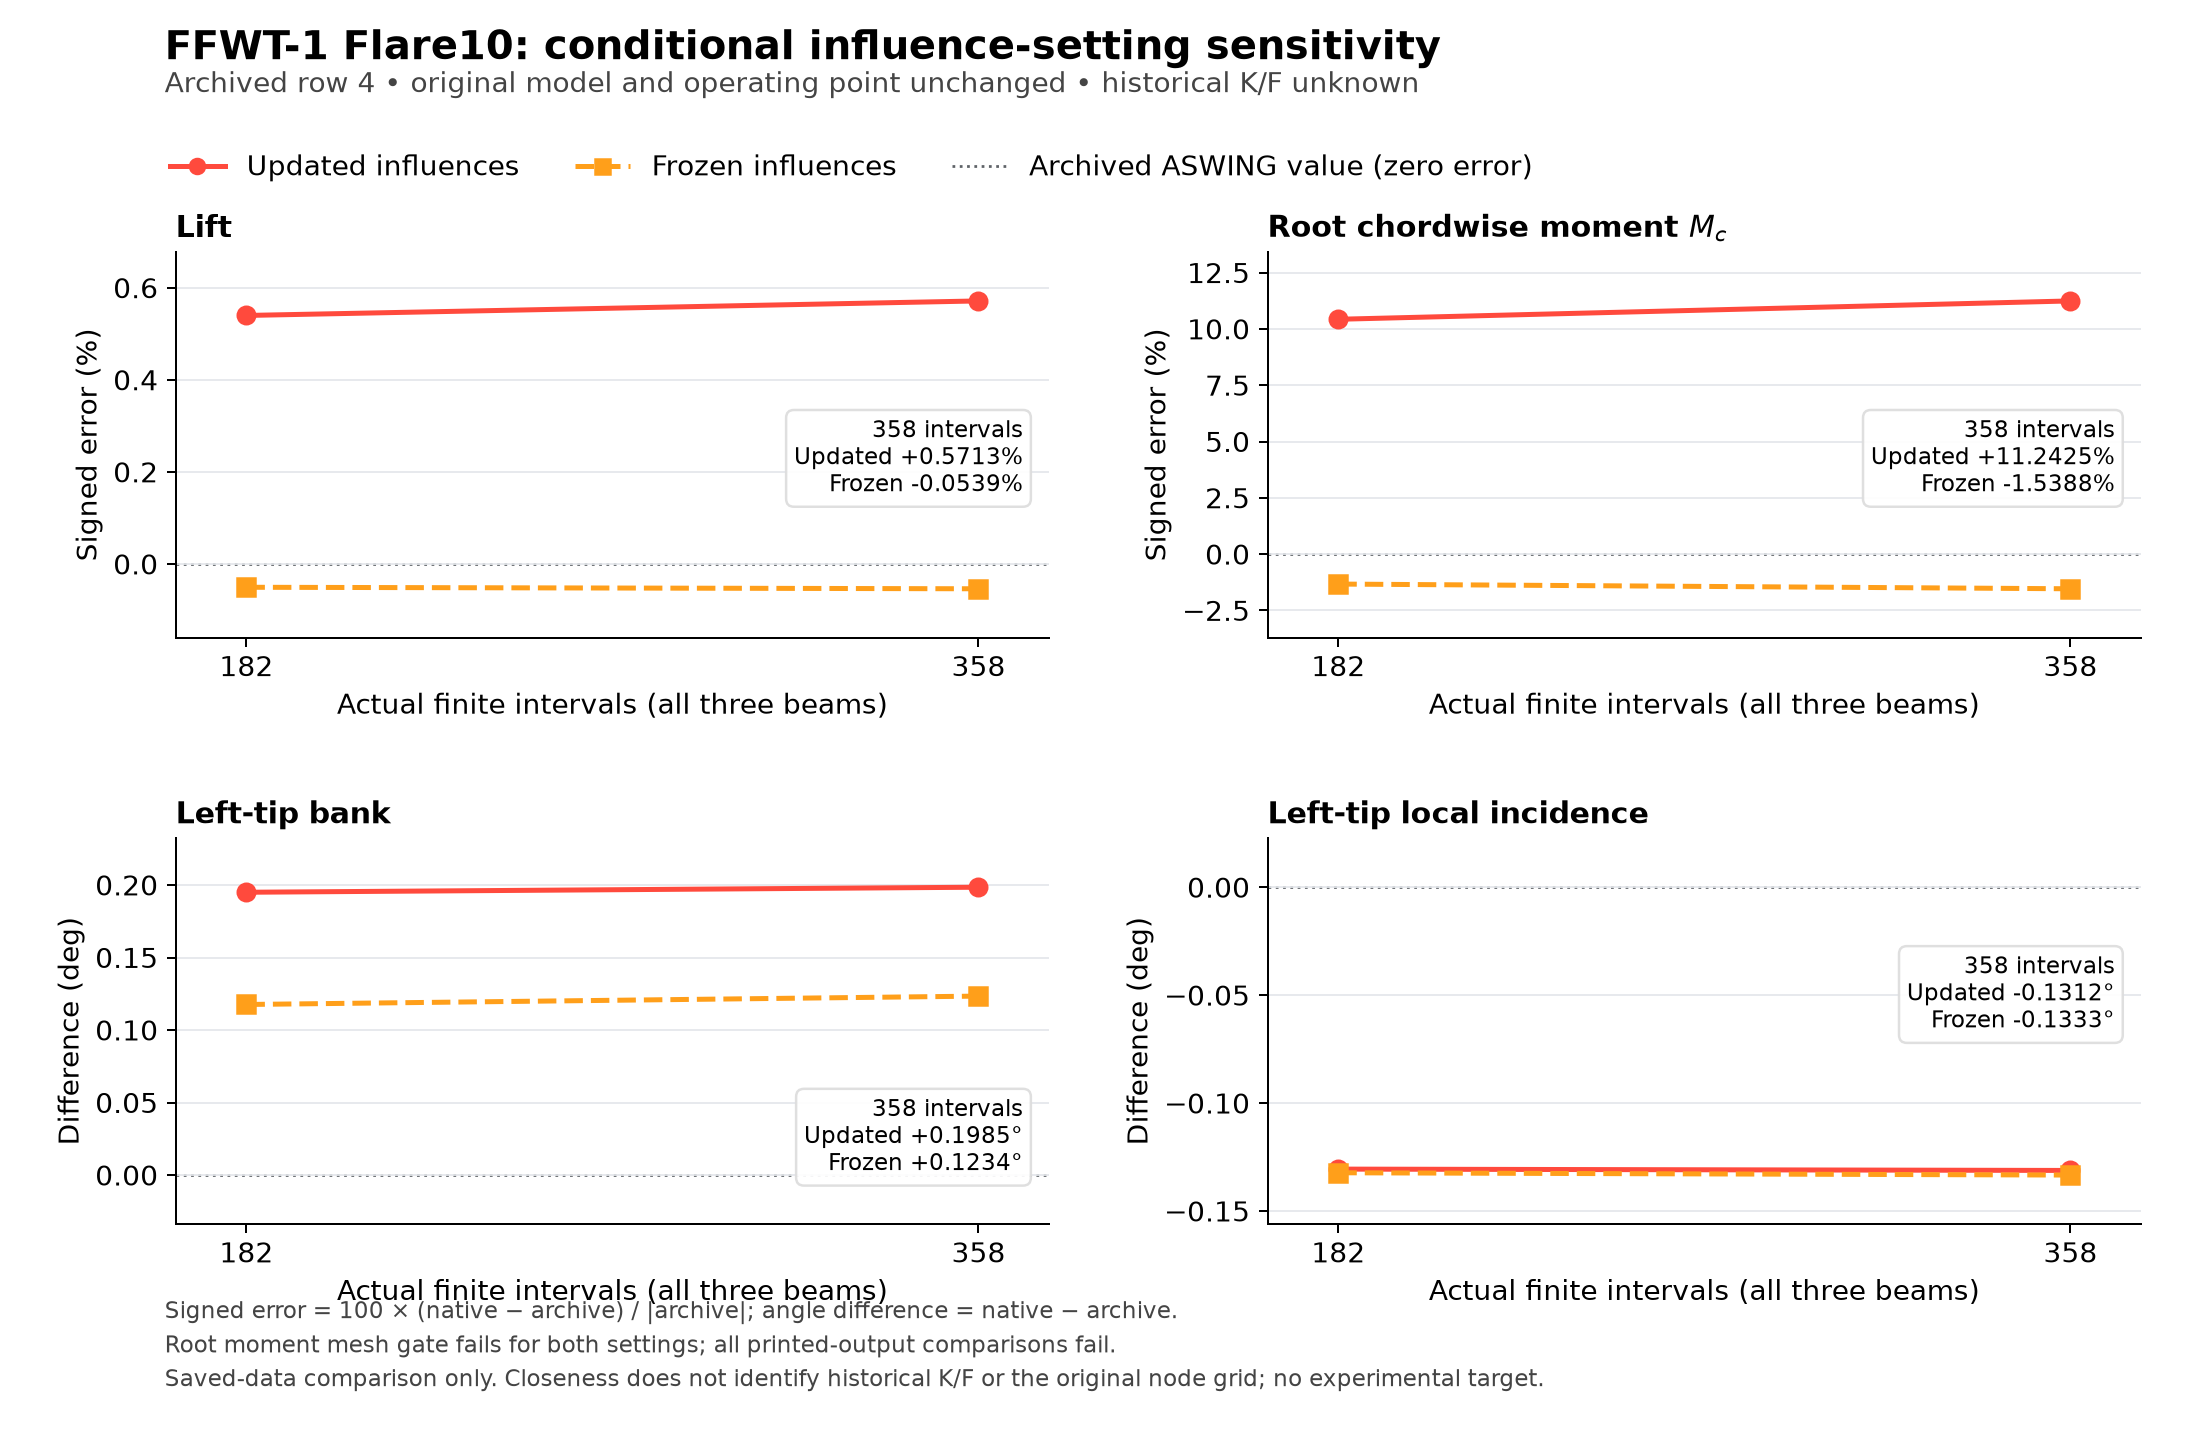 FFWT-1 Flare10: conditional influence-setting sensitivity
Archived row 4 • original model and operating point unchanged • historical K/F unknown
Updated influences
Frozen influences
Archived ASWING value (zero error)
Lift
0.6
0.4
0.2
0.0
Signed error (%)
358 intervals
Updated +0.5713%
Frozen -0.0539%
182
358
Actual finite intervals (all three beams)
Root chordwise moment Mc
12.5
10.0
7.5
5.0
2.5
0.0
−2.5
Signed error (%)
358 intervals
Updated +11.2425%
Frozen -1.5388%
182
358
Actual finite intervals (all three beams)
Left-tip bank
0.20
0.15
0.10
0.05
0.00
Difference (deg)
358 intervals
Updated +0.1985°
Frozen +0.1234°
182
358
Actual finite intervals (all three beams)
Left-tip local incidence
0.00
−0.05
−0.10
−0.15
Difference (deg)
358 intervals
Updated -0.1312°
Frozen -0.1333°
182
358
Actual finite intervals (all three beams)
Signed error = 100 × (native − archive) / |archive|; angle difference = native − archive.
Root moment mesh gate fails for both settings; all printed-output comparisons fail.
Saved-data comparison only. Closeness does not identify historical K/F or the original node grid; no experimental target.